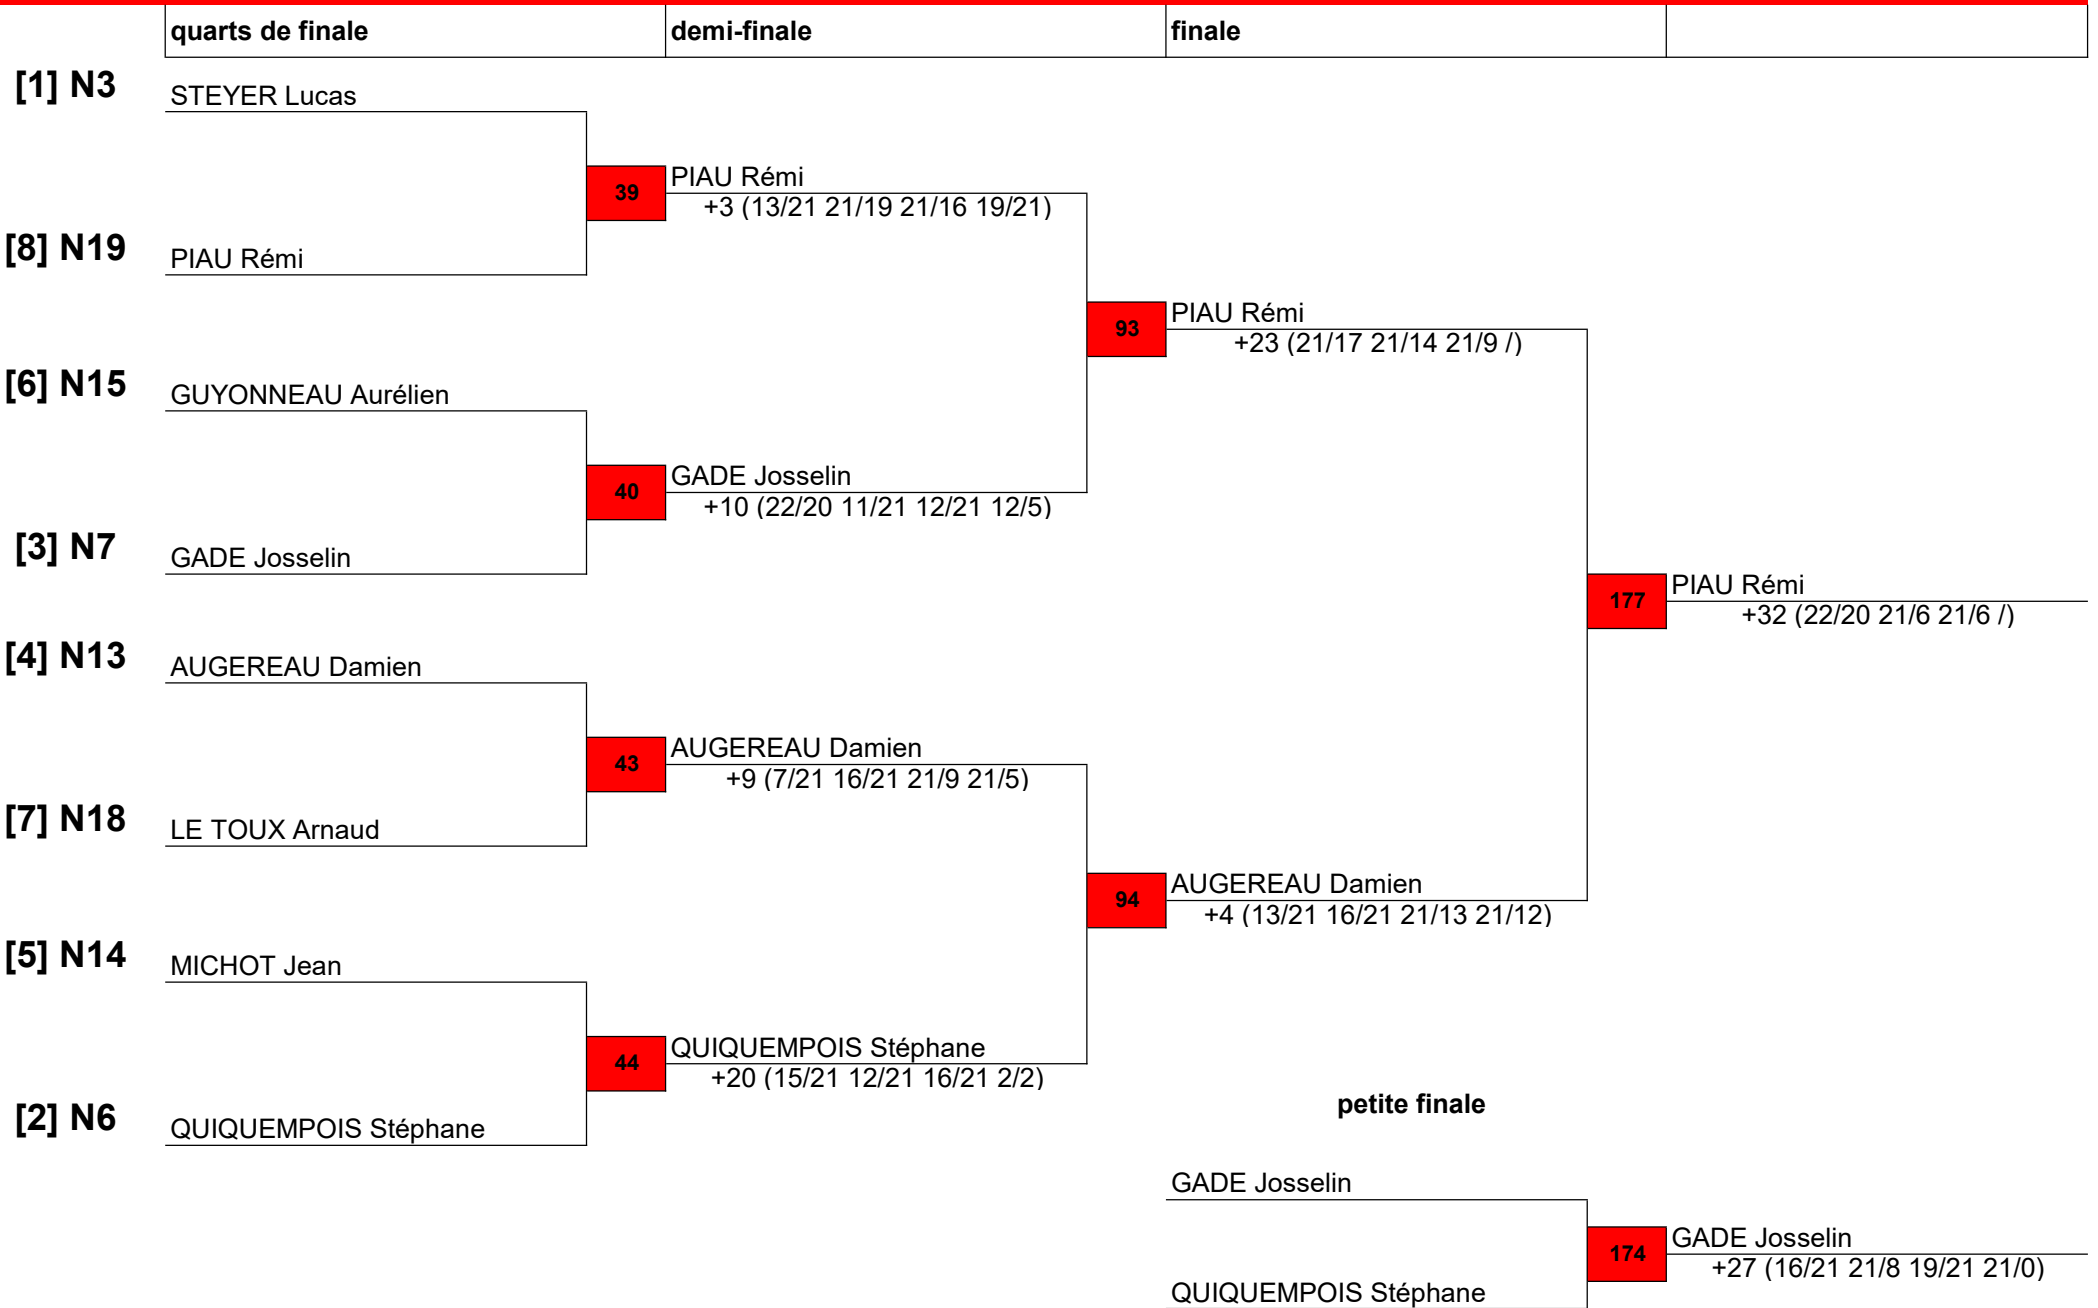 quarts de finale demi-finale finale
[1] N3 STEYER Lucas
39 PIAU Rémi
+3 (13/21 21/19 21/16 19/21)
[8] N19 PIAU Rémi
93 PIAU Rémi
+23 (21/17 21/14 21/9 /)
[6] N15 GUYONNEAU Aurélien
40 GADE Josselin
+10 (22/20 11/21 12/21 12/5)
[3] N7 GADE Josselin
177 PIAU Rémi
+32 (22/20 21/6 21/6 /)
[4] N13 AUGEREAU Damien
43 AUGEREAU Damien
+9 (7/21 16/21 21/9 21/5)
[7] N18 LE TOUX Arnaud
94 AUGEREAU Damien
+4 (13/21 16/21 21/13 21/12)
[5] N14 MICHOT Jean
44 QUIQUEMPOIS Stéphane
+20 (15/21 12/21 16/21 2/2)
[2] N6 QUIQUEMPOIS Stéphane
petite finale
GADE Josselin
174 GADE Josselin
+27 (16/21 21/8 19/21 21/0)
QUIQUEMPOIS Stéphane